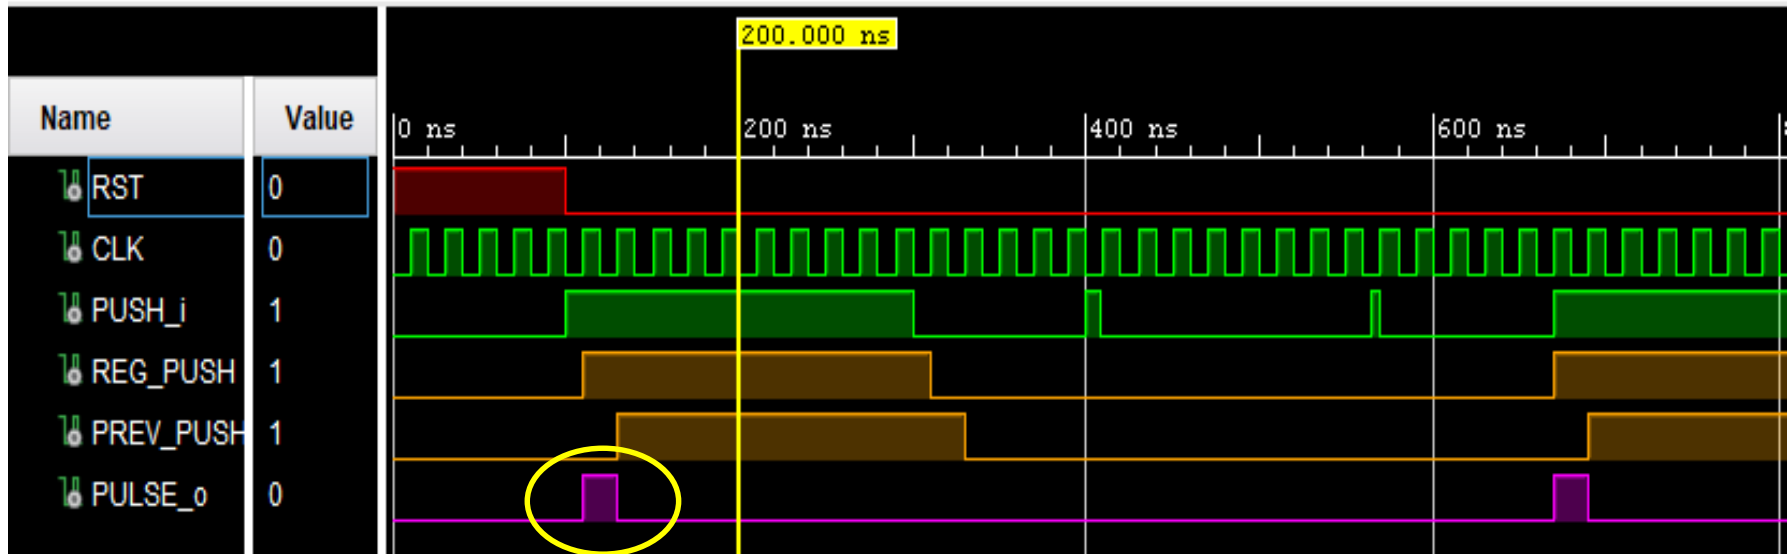 200.000 ns
Name Value 0 ns 200 ns 400 ns 600 ns
RST 0
CLK 0
PUSH_i 1
REG_PUSH 1
PREV_PUSH 1
PULSE_o 0